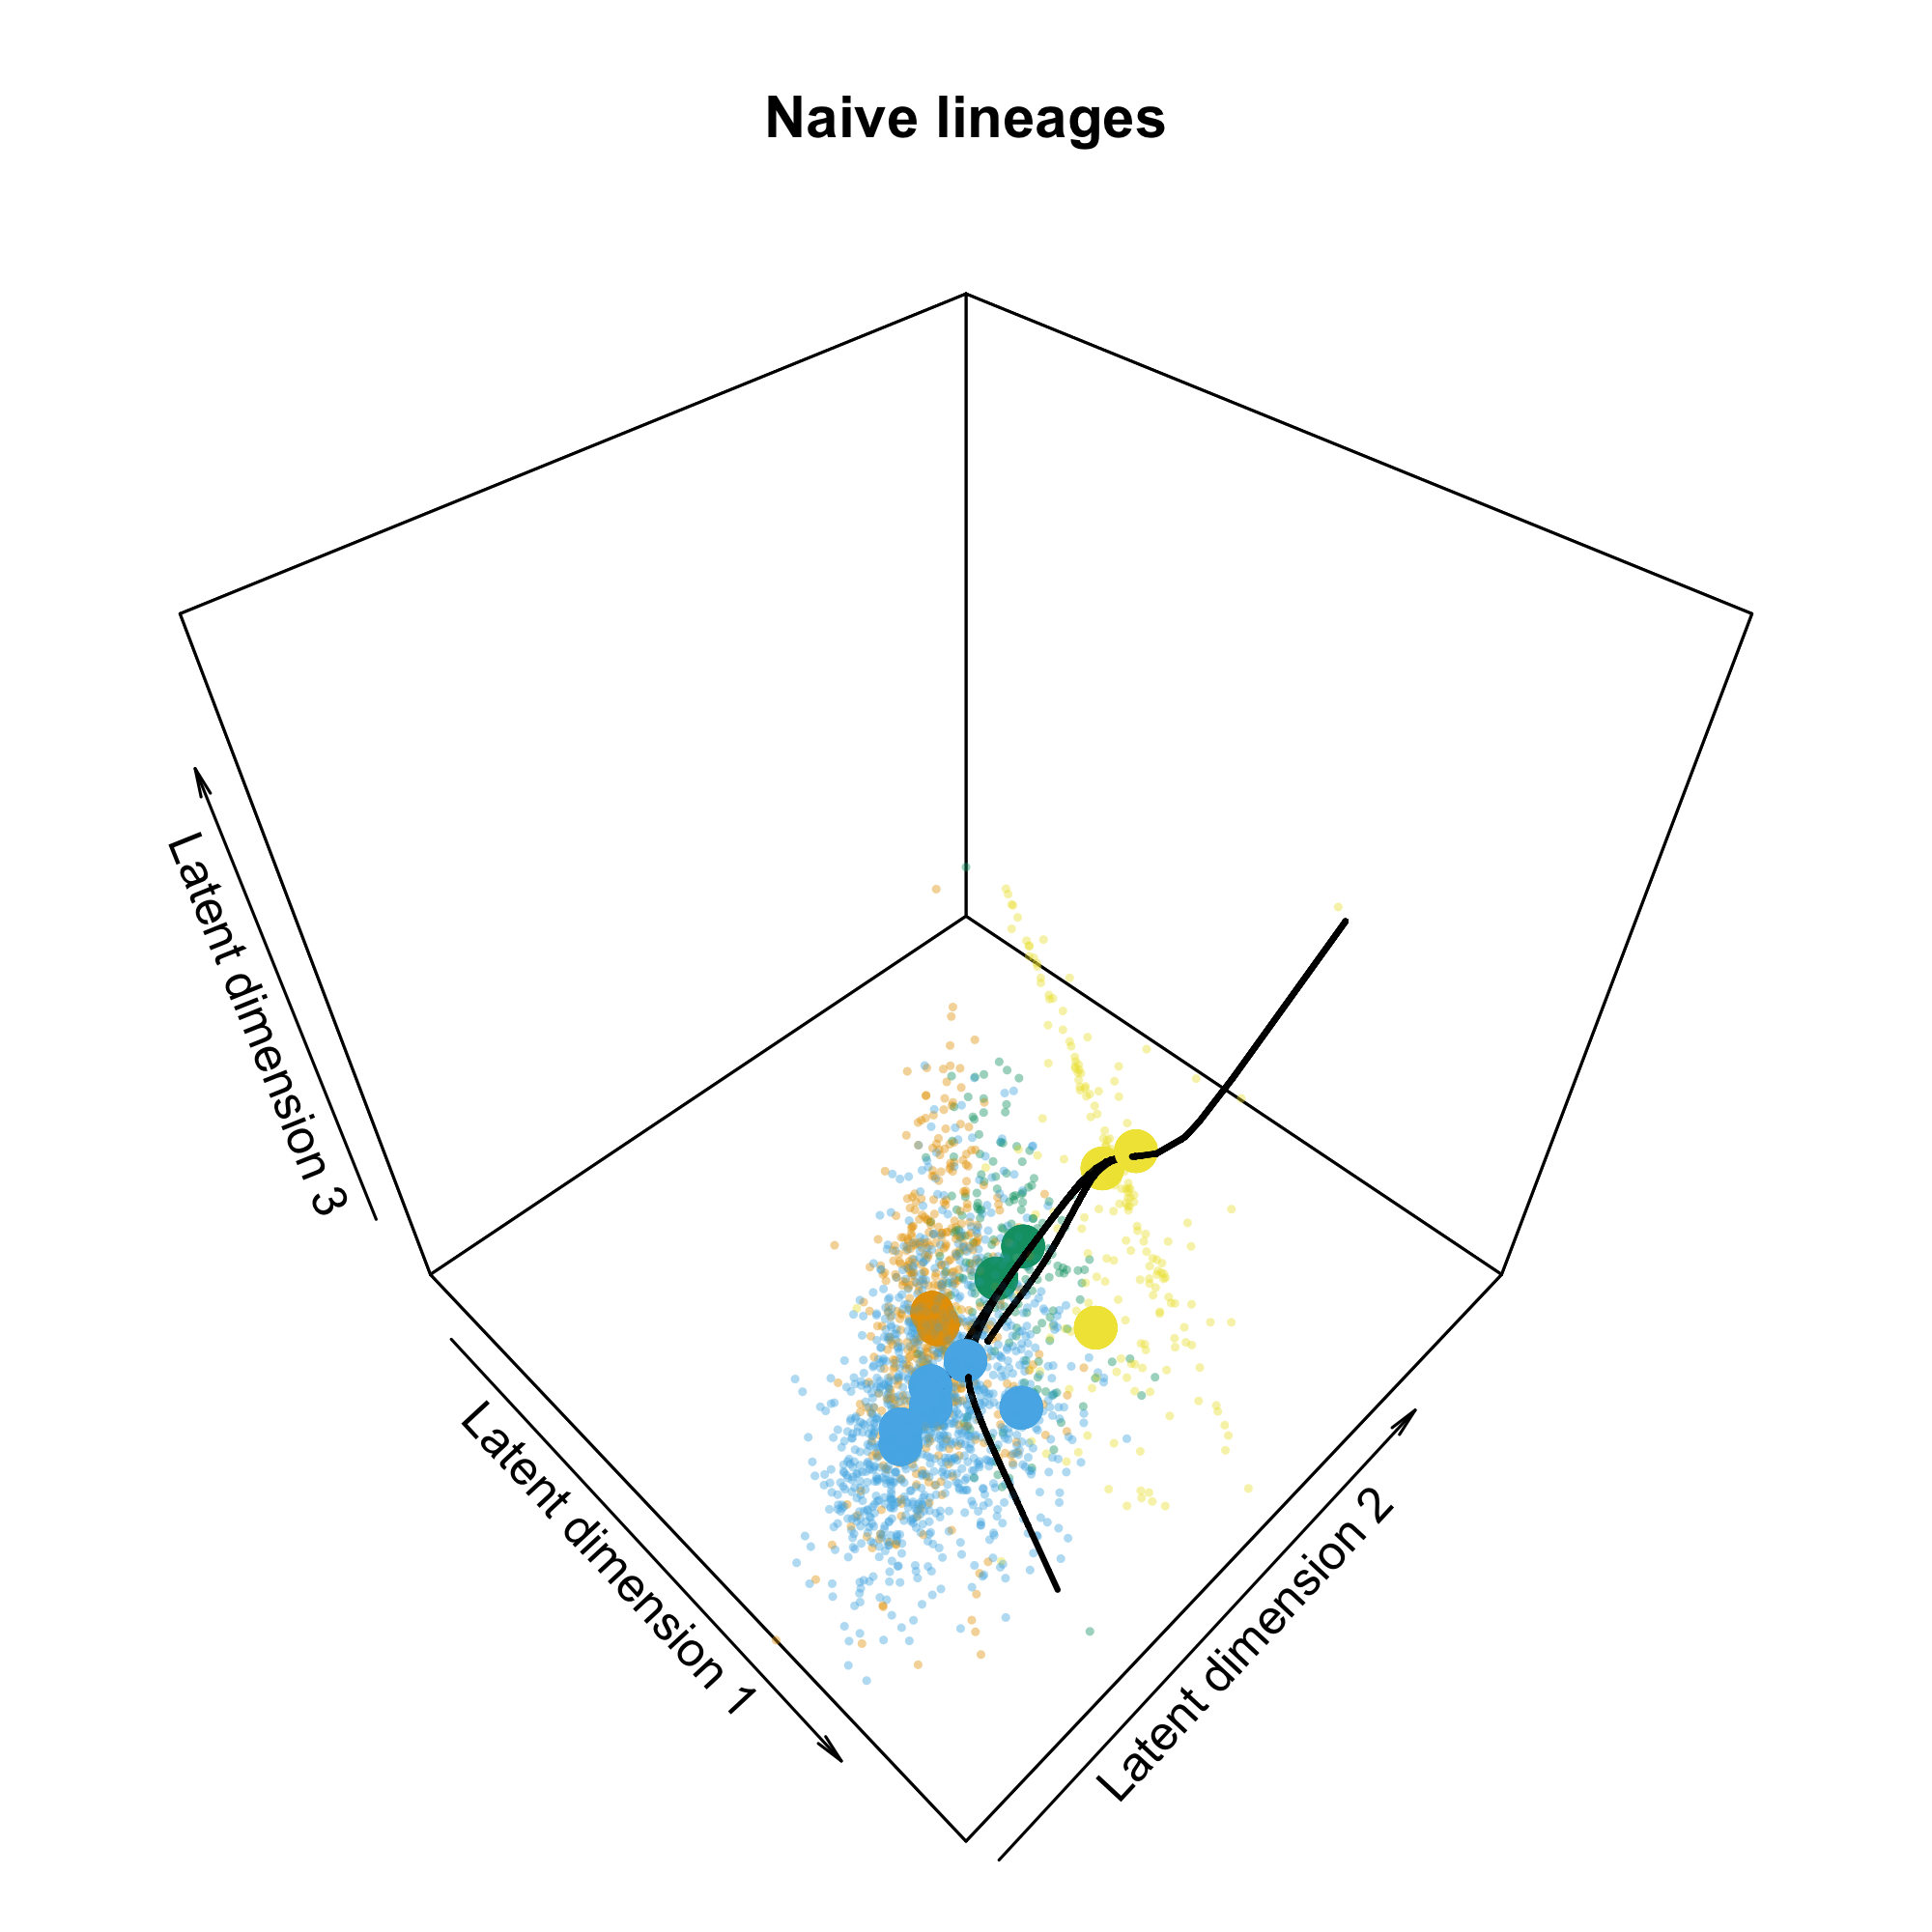 Naive lineages
Latent dimension 3
Latent dimension 1
Latent dimension 2